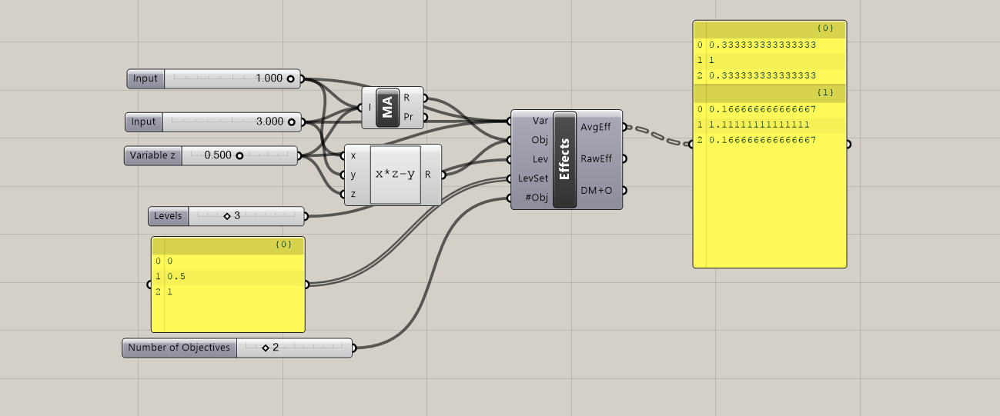 Input 1.000
Input 3.000
Variable z 0.500
Levels 3
{0}
0 0
1 0.5
2 1
Number of Objectives 2
I MA R
Pr
x
y x*z-y R
z
Var
Obj
Lev
LevSet
#Obj
Effects
AvgEff
RawEff
DM+O
{0}
0 0.333333333333333
1 1
2 0.333333333333333
{1}
0 0.166666666666667
1 1.11111111111111
2 0.166666666666667